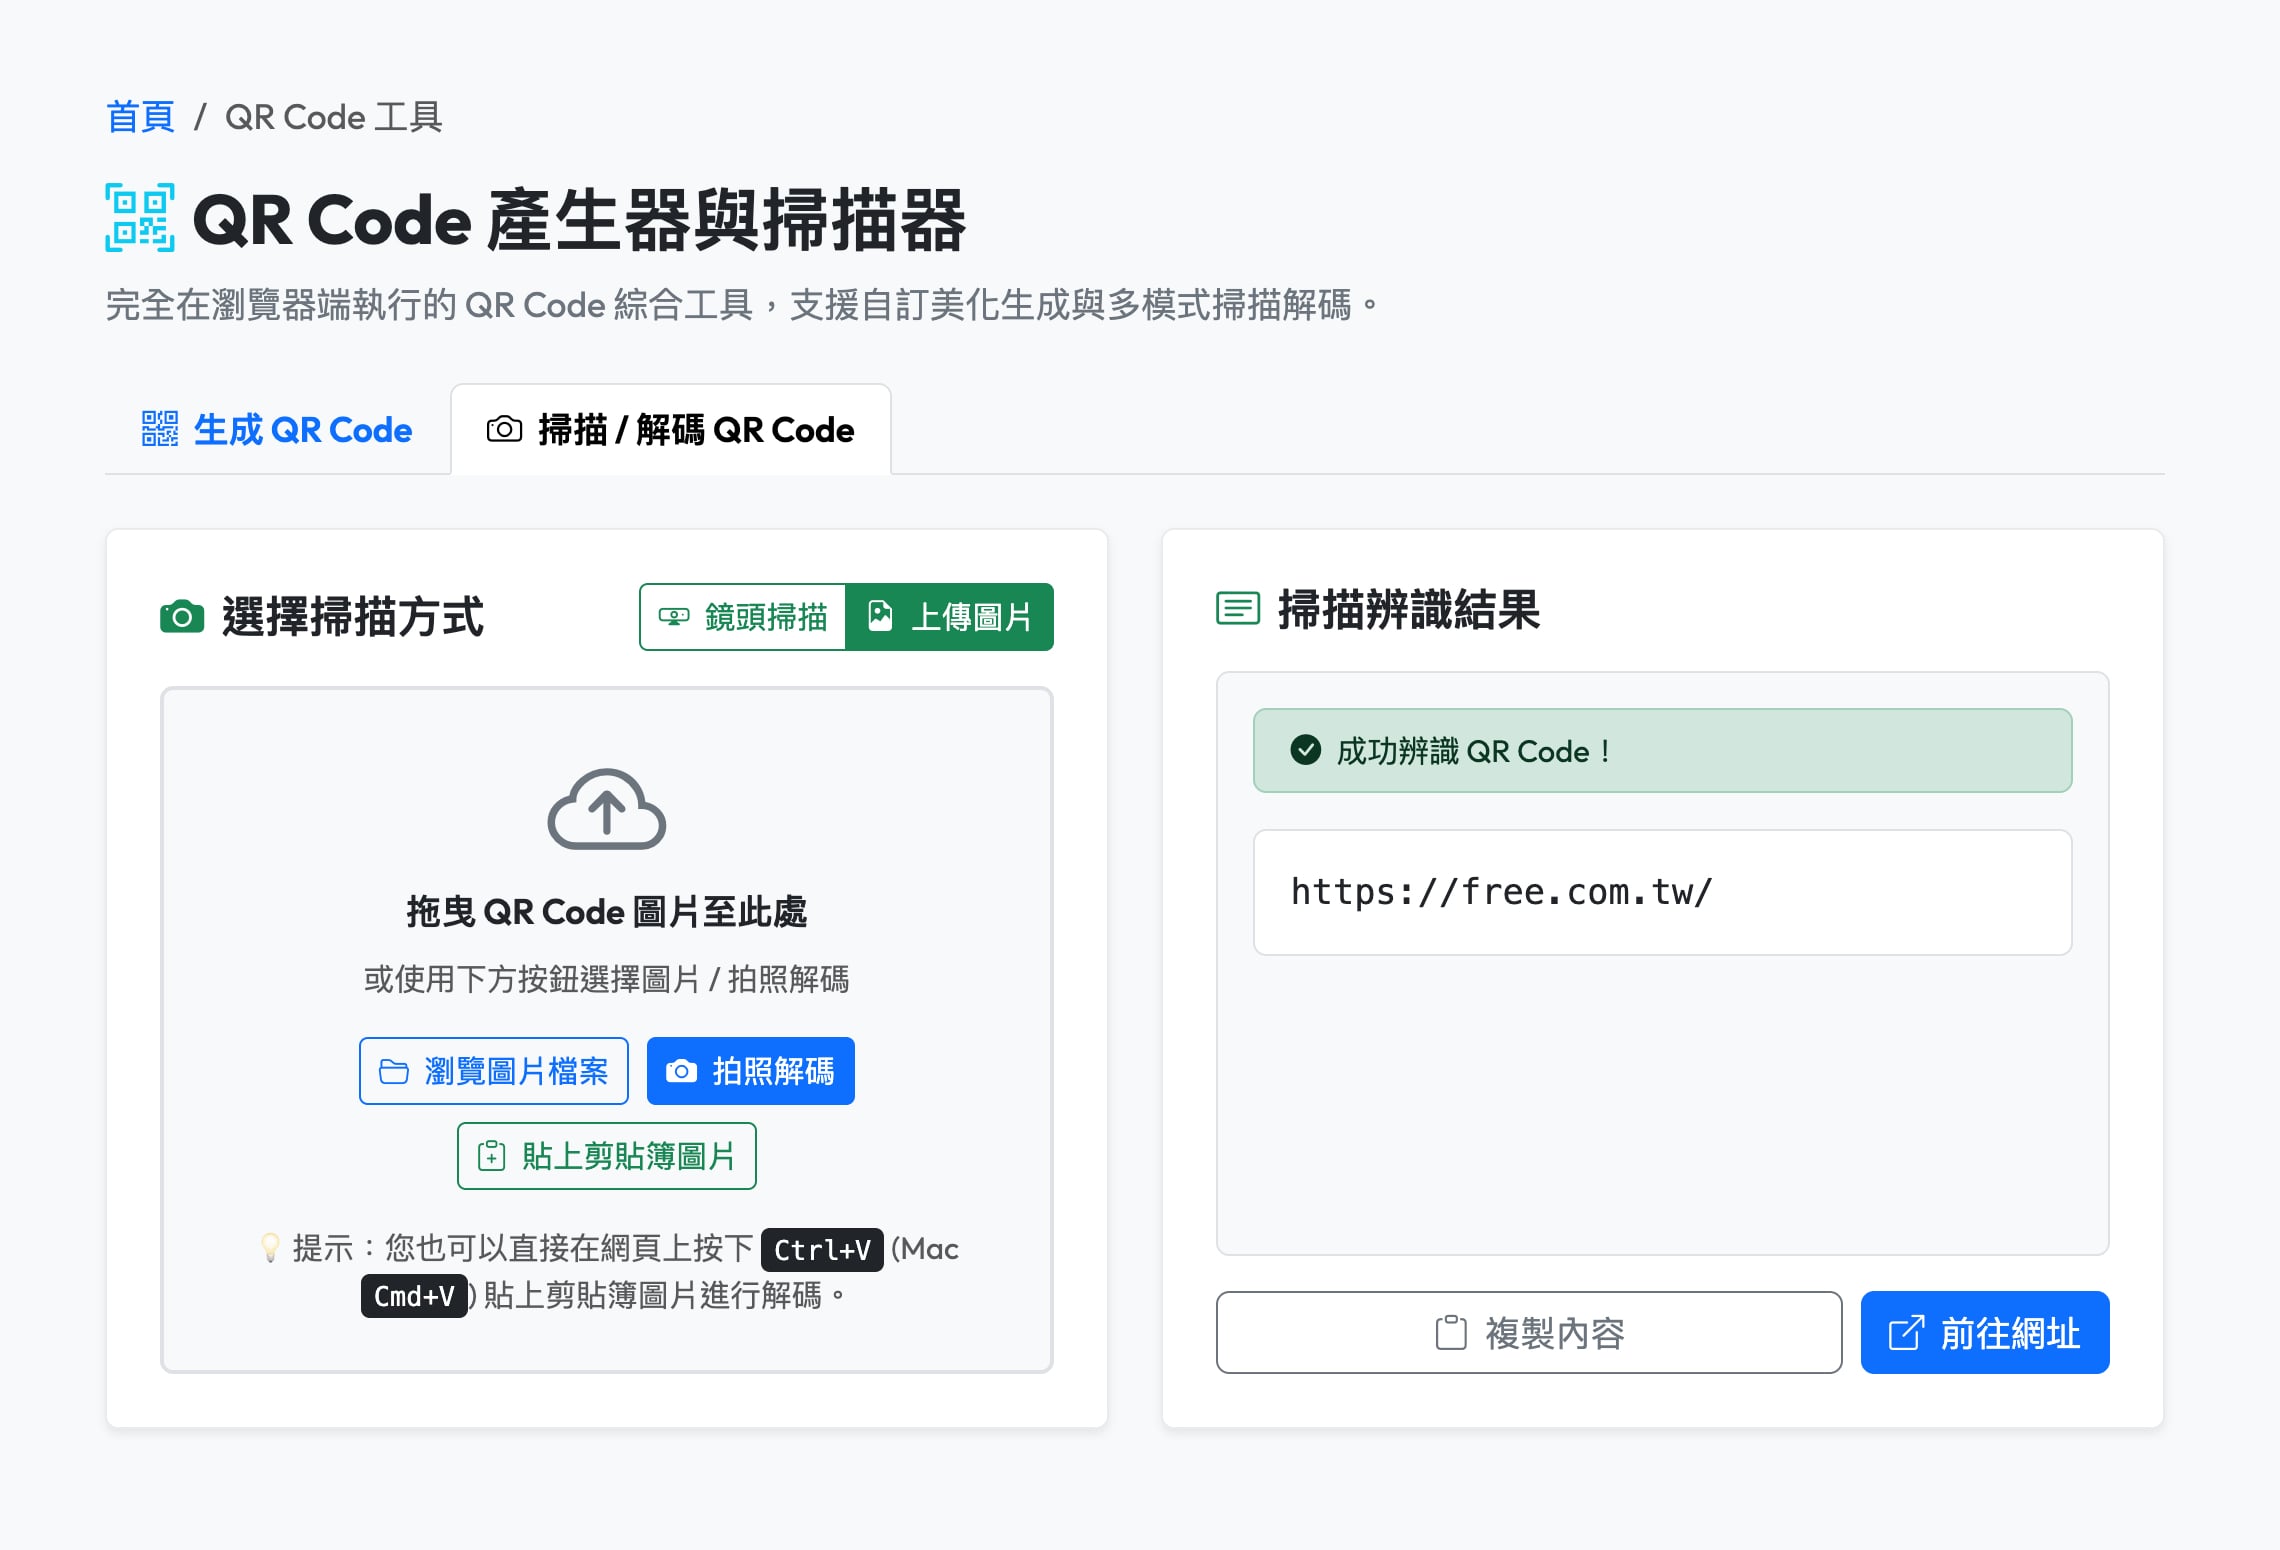 首頁 / QR Code 工具
QR Code 產生器與掃描器
完全在瀏覽器端執行的 QR Code 綜合工具，支援自訂美化生成與多模式掃描解碼。
生成 QR Code
掃描 / 解碼 QR Code
選擇掃描方式
鏡頭掃描
上傳圖片
拖曳 QR Code 圖片至此處
或使用下方按鈕選擇圖片 / 拍照解碼
瀏覽圖片檔案
拍照解碼
貼上剪貼簿圖片
💡 提示：您也可以直接在網頁上按下 Ctrl+V (Mac
Cmd+V) 貼上剪貼簿圖片進行解碼。
掃描辨識結果
成功辨識 QR Code！
https://free.com.tw/
複製內容
前往網址